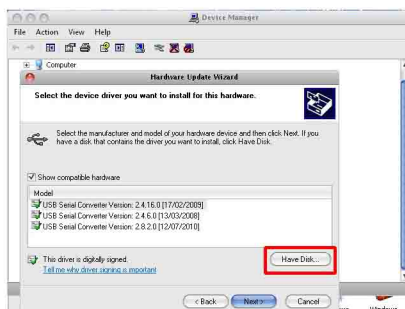 Device Manager
File Action View Help
Computer
Hardware Update Wizard
Select the device driver you want to install for this hardware.
Select the manufacturer and model of your hardware device and then click Next. If you
have a disk that contains the driver you want to install, click Have Disk.
Show compatible hardware
Model
USB Serial Converter Version: 2.4.16.0 [17/02/2009]
USB Serial Converter Version: 2.4.6.0 [13/03/2008]
USB Serial Converter Version: 2.8.2.0 [12/07/2010]
This driver is digitally signed.
Tell me why driver signing is important
Have Disk...
< Back Next > Cancel